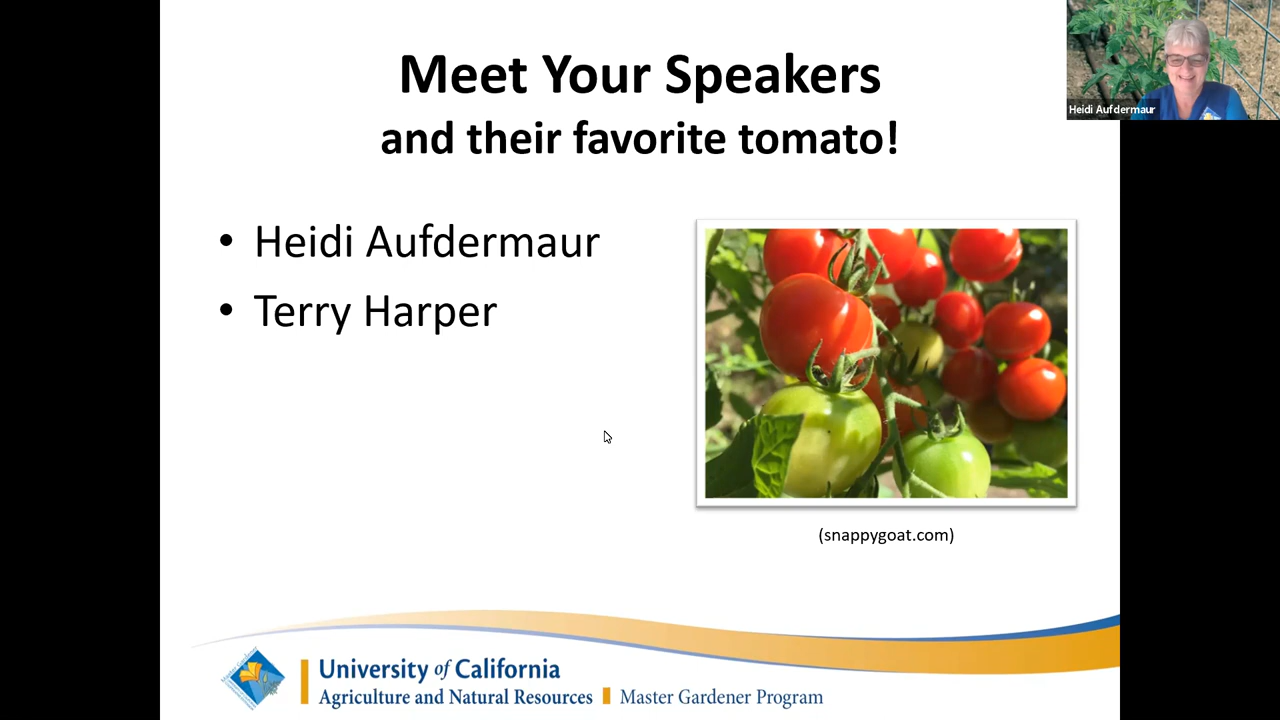 Meet Your Speakers
and their favorite tomato!
Heidi Aufdermaur
• Heidi Aufdermaur
• Terry Harper
(snappygoat.com)
University of California
Agriculture and Natural Resources Master Gardener Program